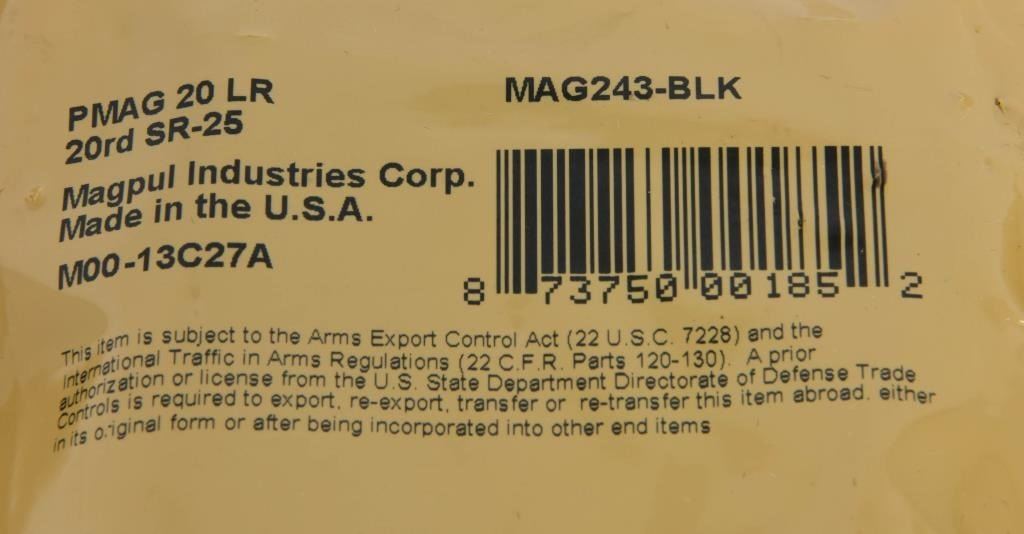 PMAG 20 LR
20rd SR-25
MAG243-BLK
Magpul Industries Corp.
Made in the U.S.A.
M00-13C27A
8 73750 00185 2
This item is subject to the Arms Export Control Act (22 U.S.C. 7228) and the
International Traffic in Arms Regulations (22 C.F.R. Parts 120-130). A prior
authorization or license from the U.S. State Department Directorate of Defense Trade
Controls is required to export, re-export, transfer or re-transfer this item abroad. either
in its original form or after being incorporated into other end items